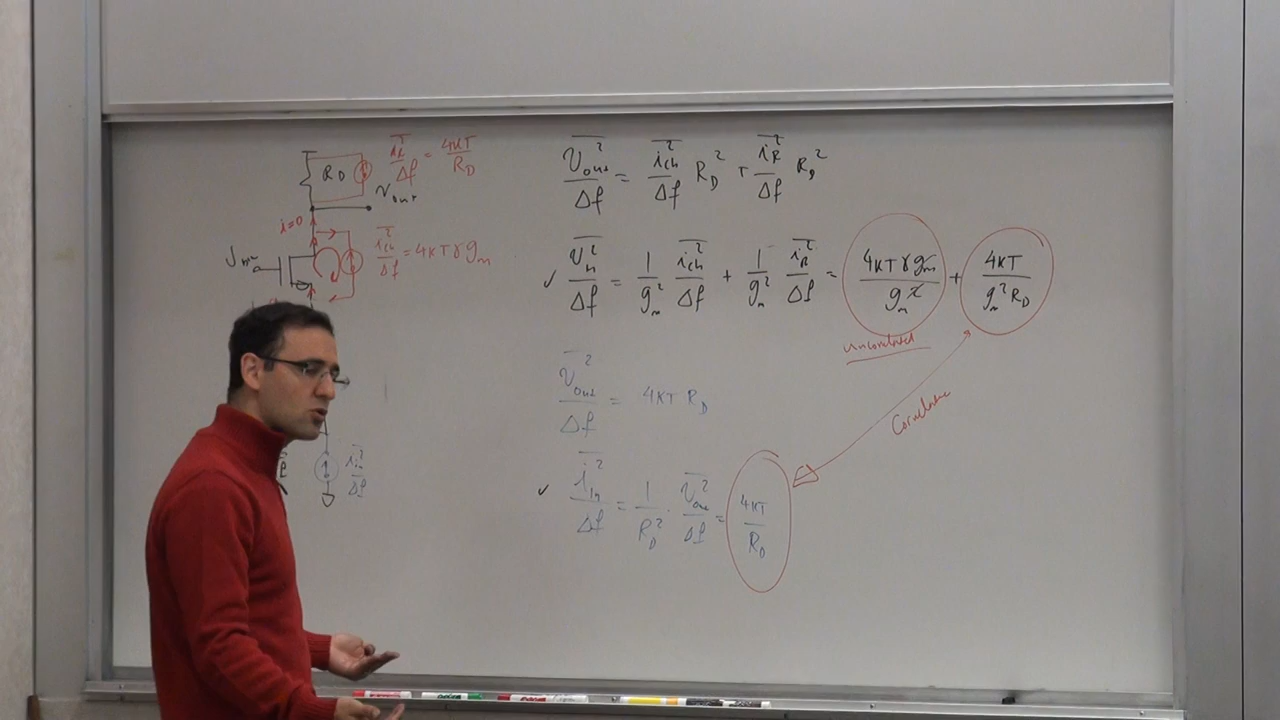 i_R²/Δf = 4KT/R_D
R_D
V_out
i=0
i_ch²/Δf = 4KTγg_m
i_n²/Δf
V_out²/Δf = i_ch²/Δf R_D² + i_R²/Δf R_D²
✓ V_n²/Δf = 1/g_m² i_ch²/Δf + 1/g_m² i_R²/Δf = 4KTγg_m/g_m² + 4KT/g_m² R_D
uncorrelated
V_out²/Δf = 4KT R_D
Correlated
✓ i_n²/Δf = 1/R_D² · V_out²/Δf = 4KT/R_D